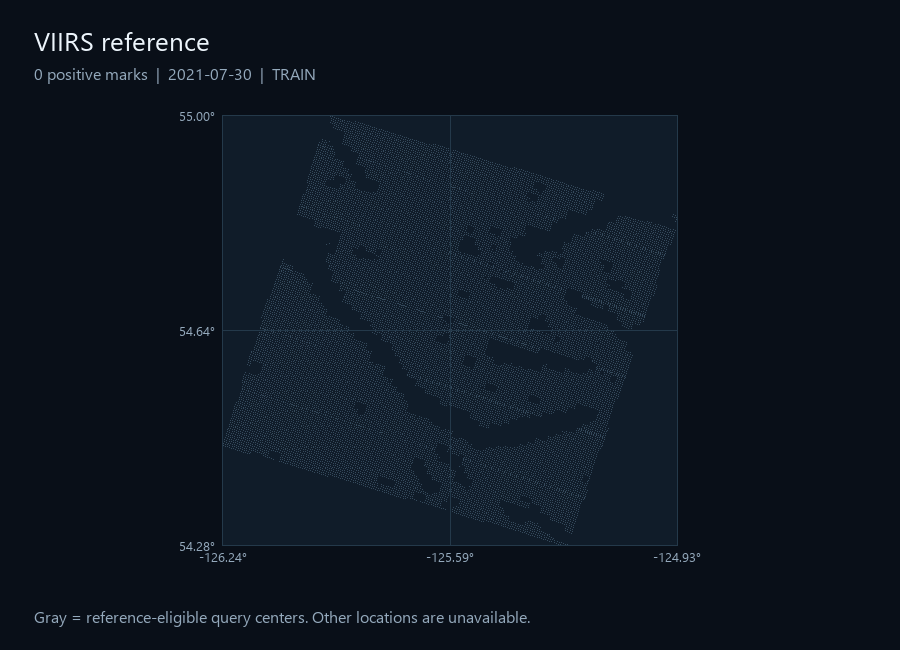 VIIRS reference
0 positive marks | 2021-07-30 | TRAIN
55.00°
54.64°
54.28°
-126.24°
-125.59°
-124.93°
Gray = reference-eligible query centers. Other locations are unavailable.